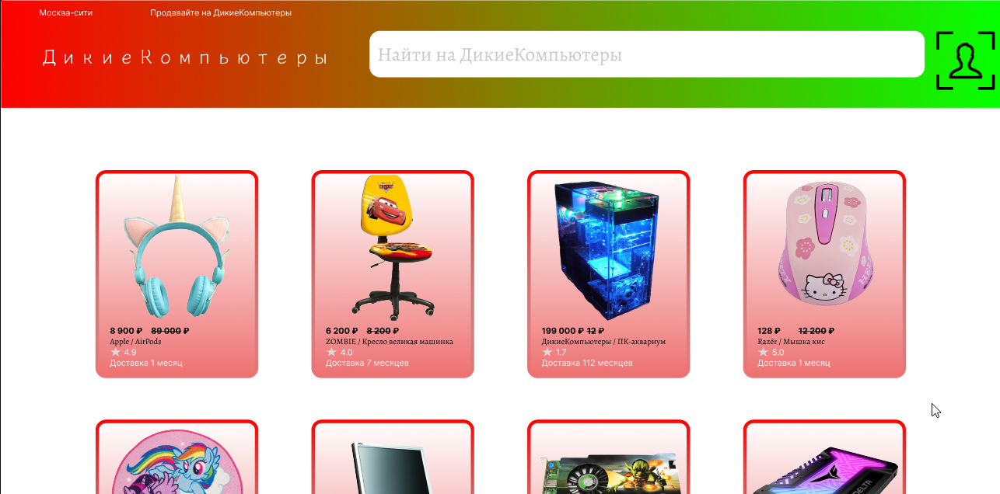 Москва-сити
Продавайте на ДикиеКомпьютеры
ДикиеКомпьютеры
Найти на ДикиеКомпьютеры
8 900 ₽ 89 000 ₽
Apple / AirPods
4.9
Доставка 1 месяц
6 200 ₽ 8 200 ₽
ZOMBIE / Кресло великая машинка
4.0
Доставка 7 месяцев
199 000 ₽ 12 ₽
ДикиеКомпьютеры / ПК-аквариум
1.7
Доставка 112 месяцев
128 ₽ 12 200 ₽
Razër / Мышка кис
5.0
Доставка 1 месяц
DELTA